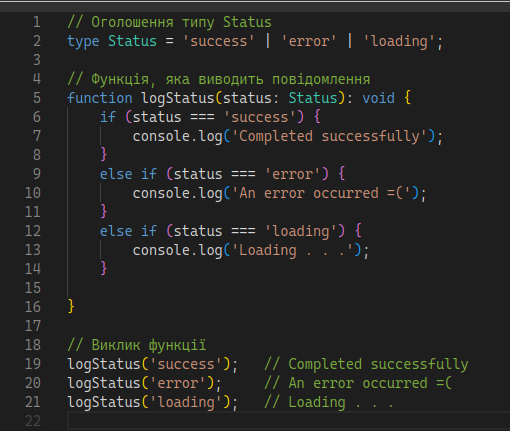 1 // Оголошення типу Status
2 type Status = 'success' | 'error' | 'loading';
3
4 // Функція, яка виводить повідомлення
5 function logStatus(status: Status): void {
6 if (status === 'success') {
7 console.log('Completed successfully');
8 }
9 else if (status === 'error') {
10 console.log('An error occurred =(');
11 }
12 else if (status === 'loading') {
13 console.log('Loading . . .');
14 }
15
16 }
17
18 // Виклик функції
19 logStatus('success'); // Completed successfully
20 logStatus('error'); // An error occurred =(
21 logStatus('loading'); // Loading . . .
22